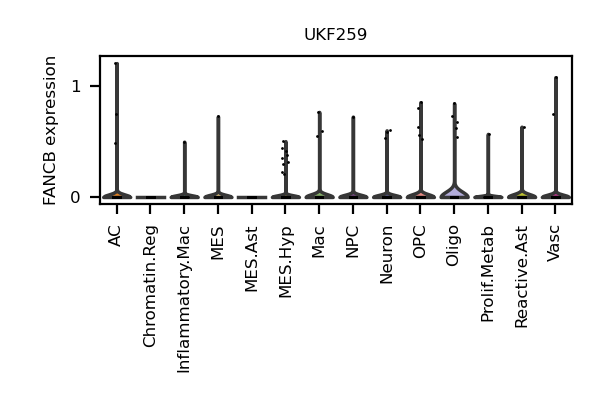 UKF259
FANCB expression
1
0
AC
Chromatin.Reg
Inflammatory.Mac
MES
MES.Ast
MES.Hyp
Mac
NPC
Neuron
OPC
Oligo
Prolif.Metab
Reactive.Ast
Vasc